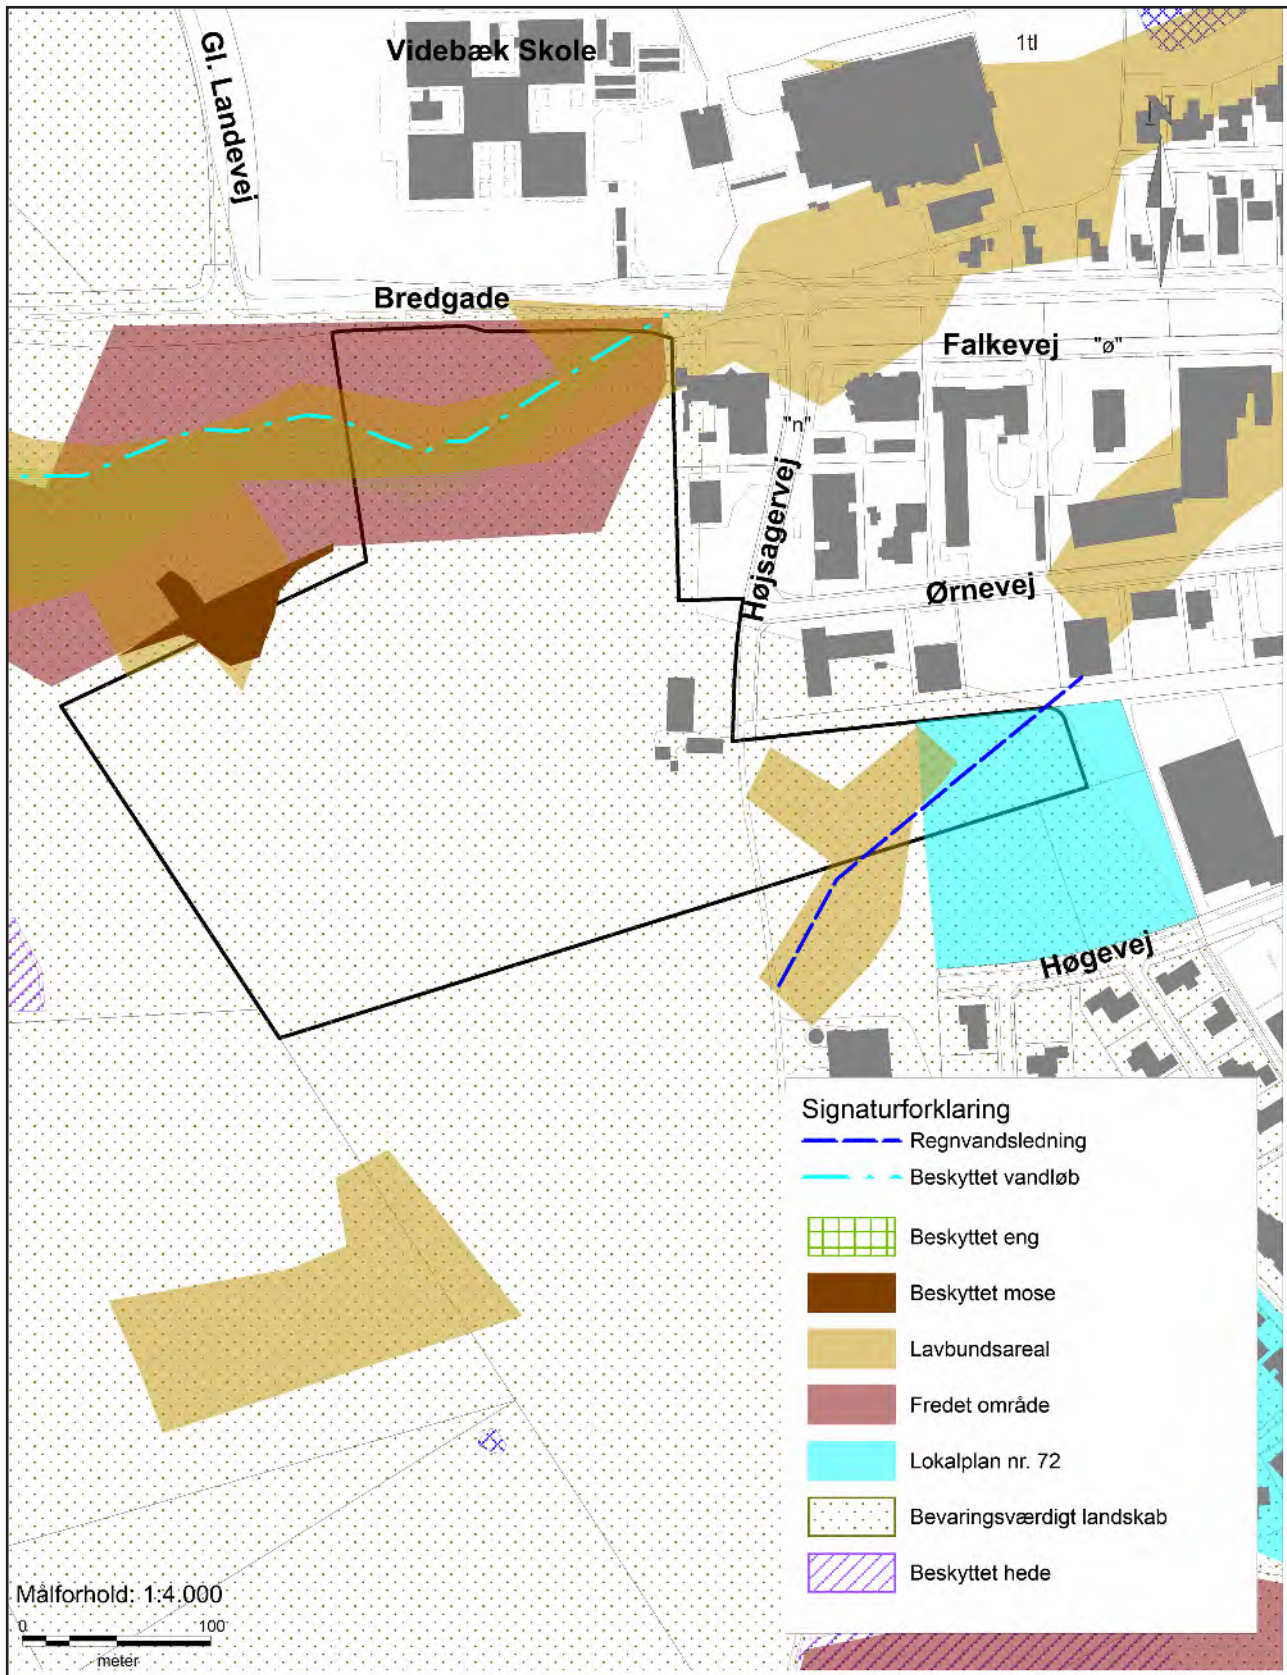 Gl. Landevej
Videbæk Skole
1tl
N
Bredgade
Falkevej
"ø"
"n"
Højsagervej
Ørnevej
Høgevej
Signaturforklaring
Regnvandsledning
Beskyttet vandløb
Beskyttet eng
Beskyttet mose
Lavbundsareal
Fredet område
Lokalplan nr. 72
Bevaringsværdigt landskab
Beskyttet hede
Målforhold: 1:4.000
0 100
meter